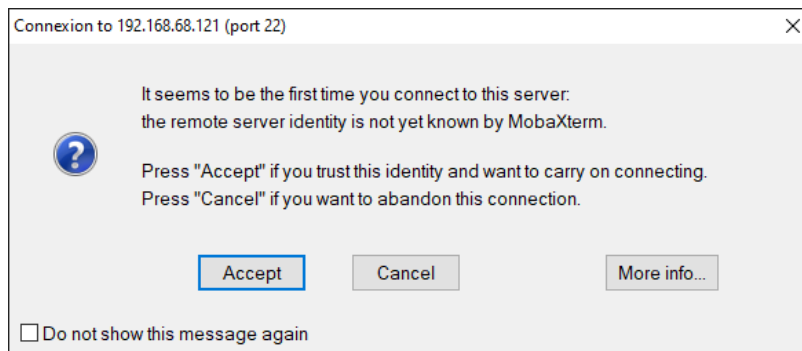 Connexion to 192.168.68.121 (port 22)
It seems to be the first time you connect to this server:
the remote server identity is not yet known by MobaXterm.
Press "Accept" if you trust this identity and want to carry on connecting.
Press "Cancel" if you want to abandon this connection.
Accept
Cancel
More info...
Do not show this message again